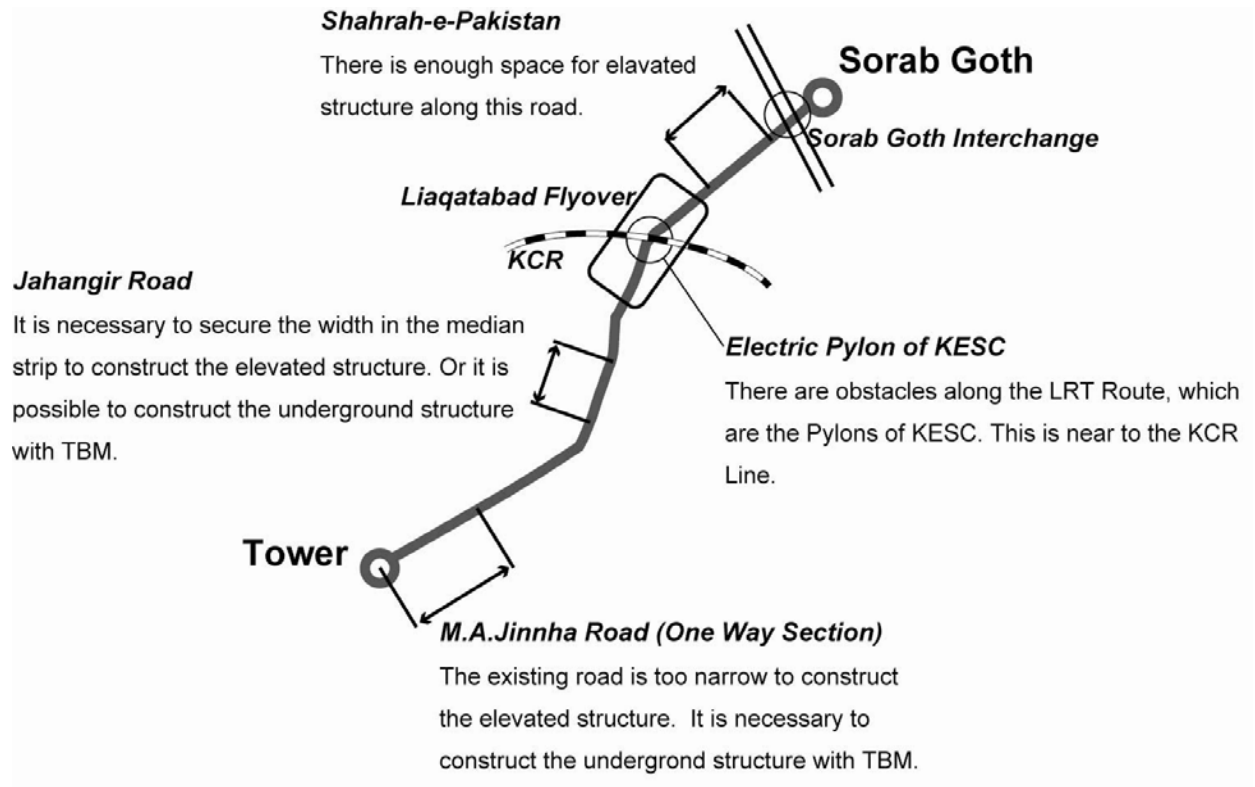 Shahrah-e-Pakistan
There is enough space for elavated
structure along this road.
Sorab Goth
Sorab Goth Interchange
Liaqatabad Flyover
KCR
Jahangir Road
It is necessary to secure the width in the median
strip to construct the elevated structure. Or it is
possible to construct the underground structure
with TBM.
Electric Pylon of KESC
There are obstacles along the LRT Route, which
are the Pylons of KESC. This is near to the KCR
Line.
Tower
M.A.Jinnha Road (One Way Section)
The existing road is too narrow to construct
the elevated structure.  It is necessary to
construct the undergrond structure with TBM.